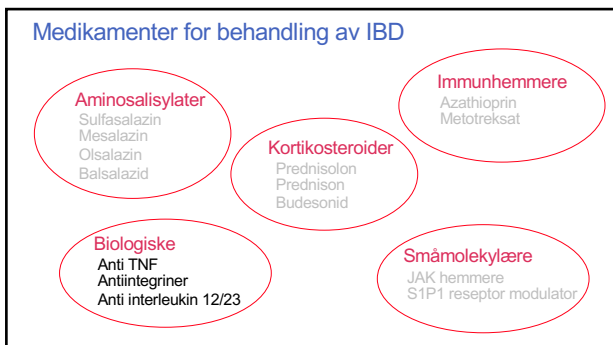 Medikamenter for behandling av IBD
Aminosalisylater
Sulfasalazin
Mesalazin
Olsalazin
Balsalazid
Immunhemmere
Azathioprin
Metotreksat
Kortikosteroider
Prednisolon
Prednison
Budesonid
Biologiske
Anti TNF
Antiintegriner
Anti interleukin 12/23
Småmolekylære
JAK hemmere
S1P1 reseptor modulator